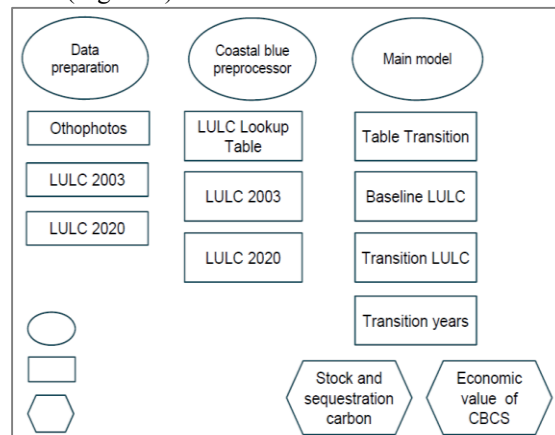 Data
preparation
Othophotos
LULC 2003
LULC 2020
Coastal blue
preprocessor
LULC Lookup
Table
LULC 2003
LULC 2020
Main model
Table Transition
Baseline LULC
Transition LULC
Transition years
Stock and
sequestration
carbon
Economic
value of
CBCS